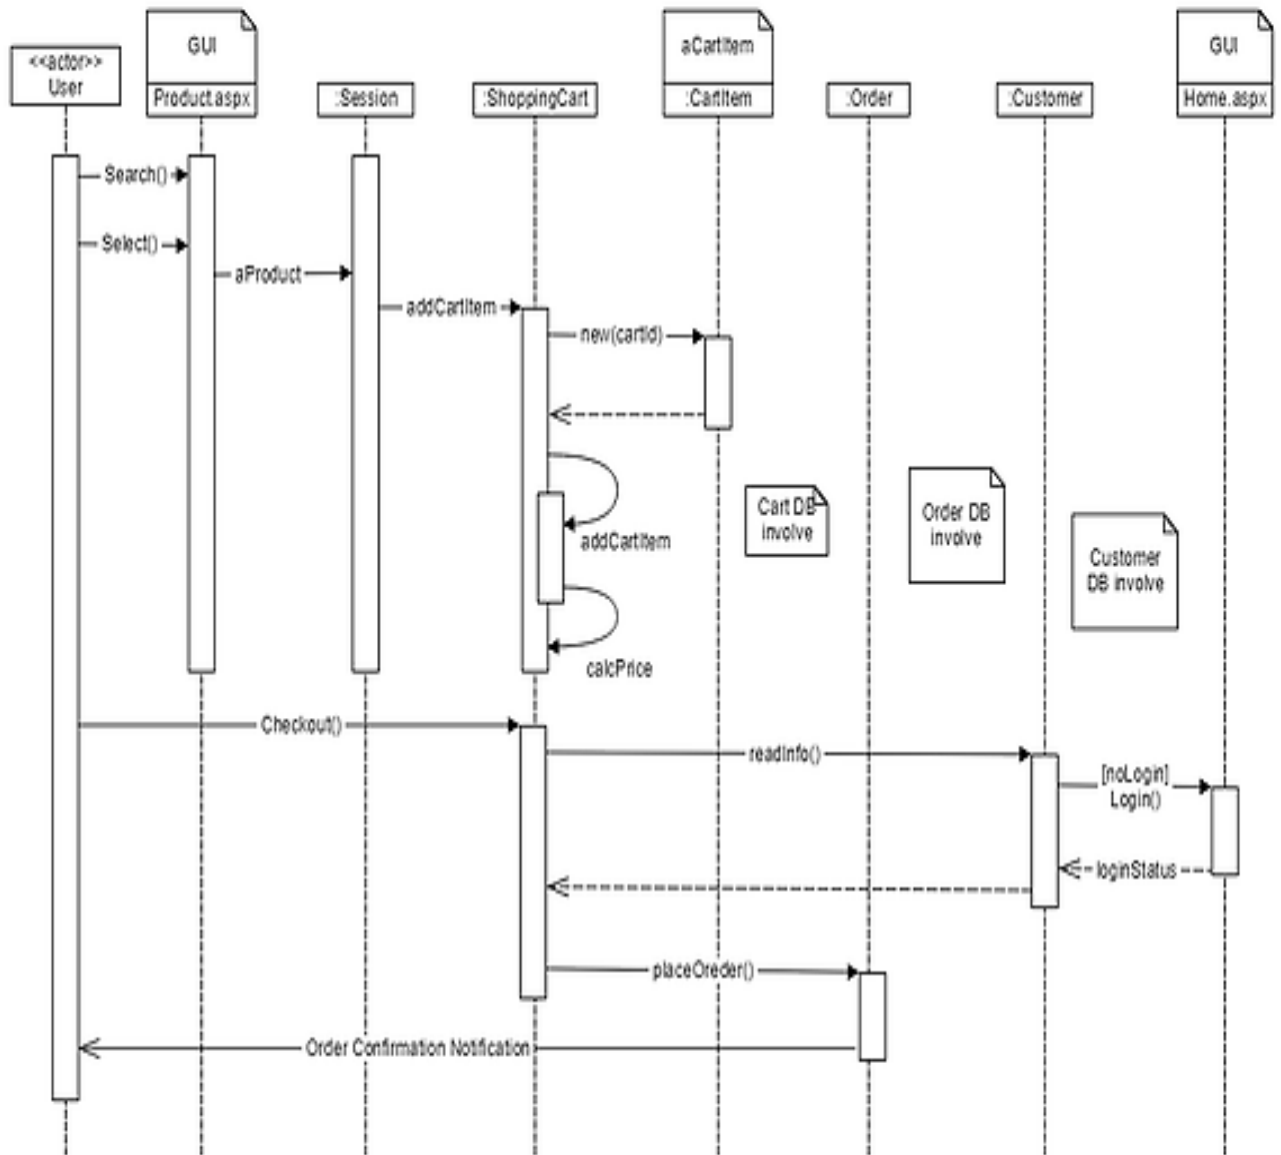 GUI
aCartItem
GUI
<<actor>>
User
Product.aspx
:Session
:ShoppingCart
:CartItem
:Order
:Customer
Home.aspx
Search()
Select()
aProduct
addCartItem
new(cartId)
Cart DB
involve
Order DB
involve
addCartItem
Customer
DB involve
calcPrice
Checkout()
readInfo()
[noLogin]
Login()
loginStatus
placeOreder()
Order Confirmation Notification